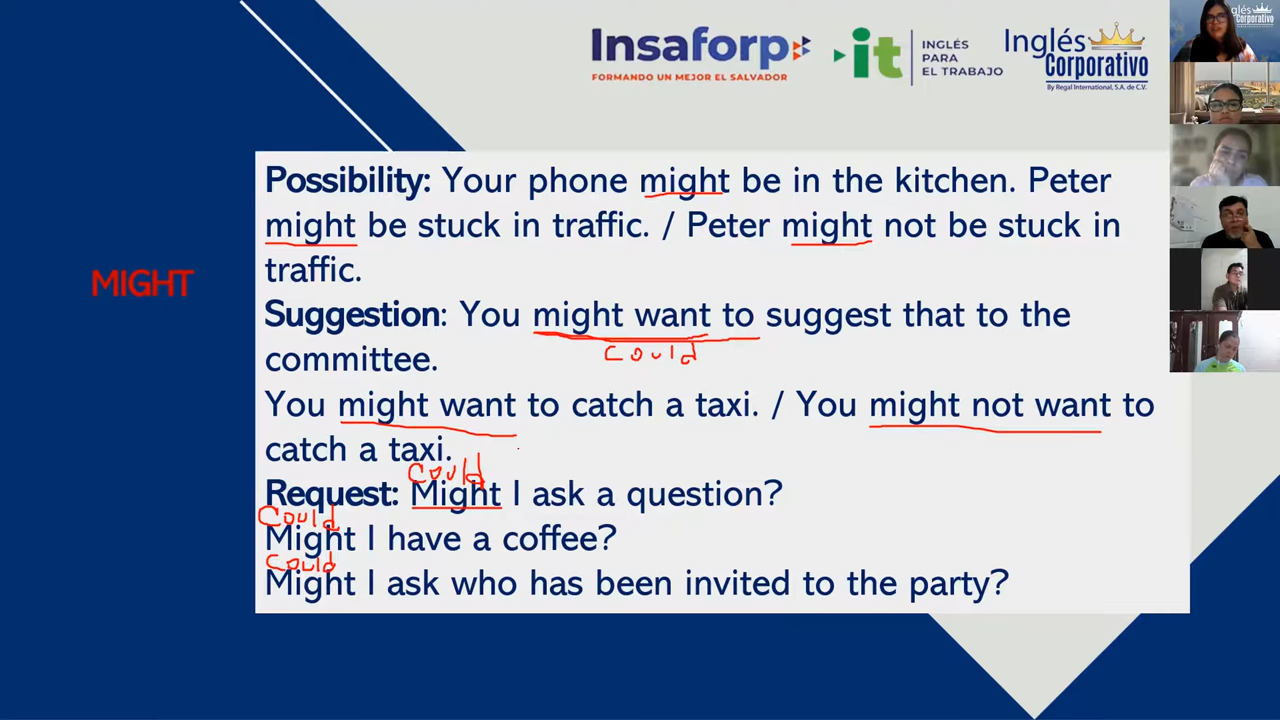 Insaforp
FORMANDO UN MEJOR EL SALVADOR
it
INGLÉS
PARA
EL TRABAJO
Inglés
Corporativo
By Regal International, S.A. de C.V.
glés
Corporativo
MIGHT
Possibility: Your phone might be in the kitchen. Peter
might be stuck in traffic. / Peter might not be stuck in
traffic.
Suggestion: You might want to suggest that to the
could
committee.
You might want to catch a taxi. / You might not want to
catch a taxi.
Could
Request: Might I ask a question?
Could
Might I have a coffee?
Could
Might I ask who has been invited to the party?